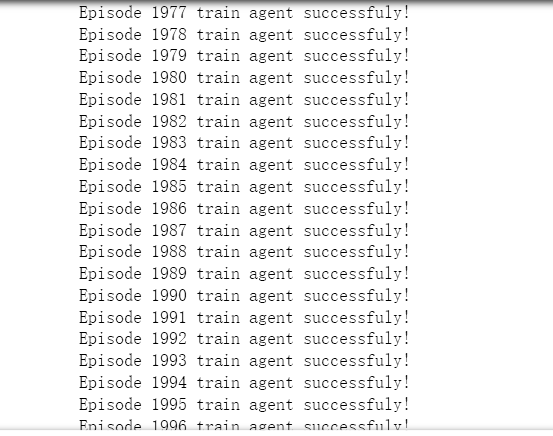 Episode 1977 train agent successfuly!
Episode 1978 train agent successfuly!
Episode 1979 train agent successfuly!
Episode 1980 train agent successfuly!
Episode 1981 train agent successfuly!
Episode 1982 train agent successfuly!
Episode 1983 train agent successfuly!
Episode 1984 train agent successfuly!
Episode 1985 train agent successfuly!
Episode 1986 train agent successfuly!
Episode 1987 train agent successfuly!
Episode 1988 train agent successfuly!
Episode 1989 train agent successfuly!
Episode 1990 train agent successfuly!
Episode 1991 train agent successfuly!
Episode 1992 train agent successfuly!
Episode 1993 train agent successfuly!
Episode 1994 train agent successfuly!
Episode 1995 train agent successfuly!
Episode 1996 train agent successfuly!